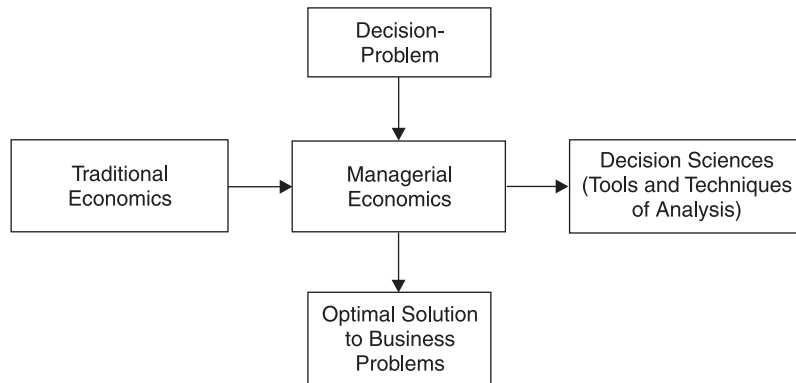 Decision-
Problem
Traditional
Economics
Managerial
Economics
Decision Sciences
(Tools and Techniques
of Analysis)
Optimal Solution
to Business
Problems